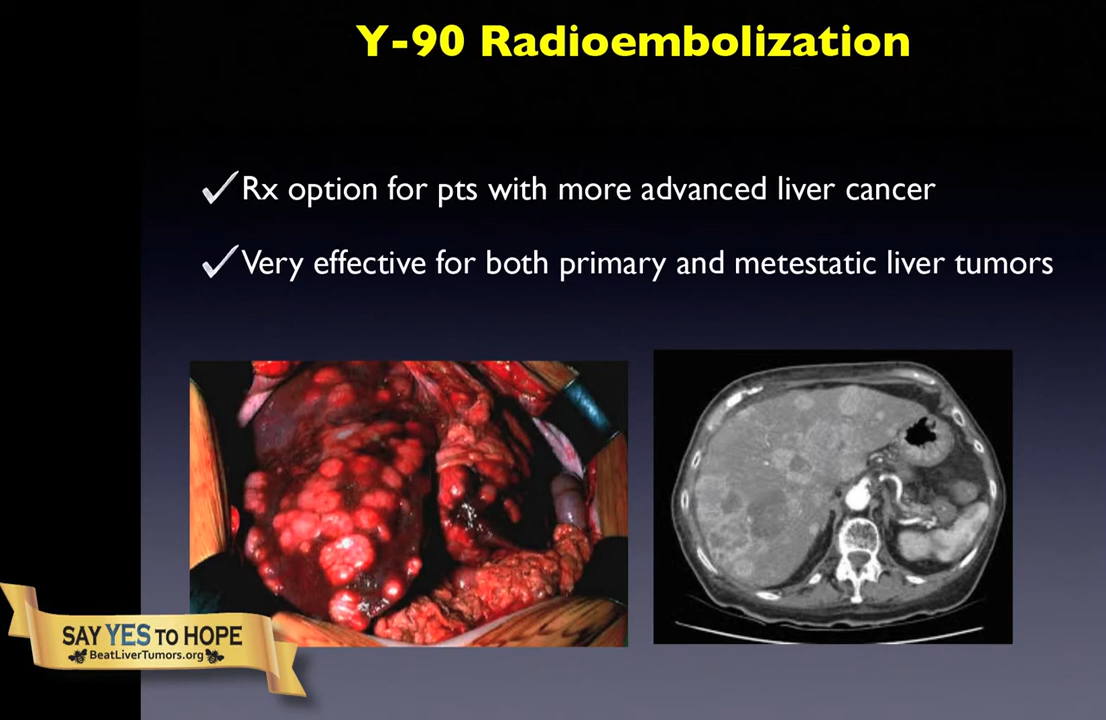 Y-90 Radioembolization
Rx option for pts with more advanced liver cancer
Very effective for both primary and metestatic liver tumors
SAY YES TO HOPE
BeatLiverTumors.org